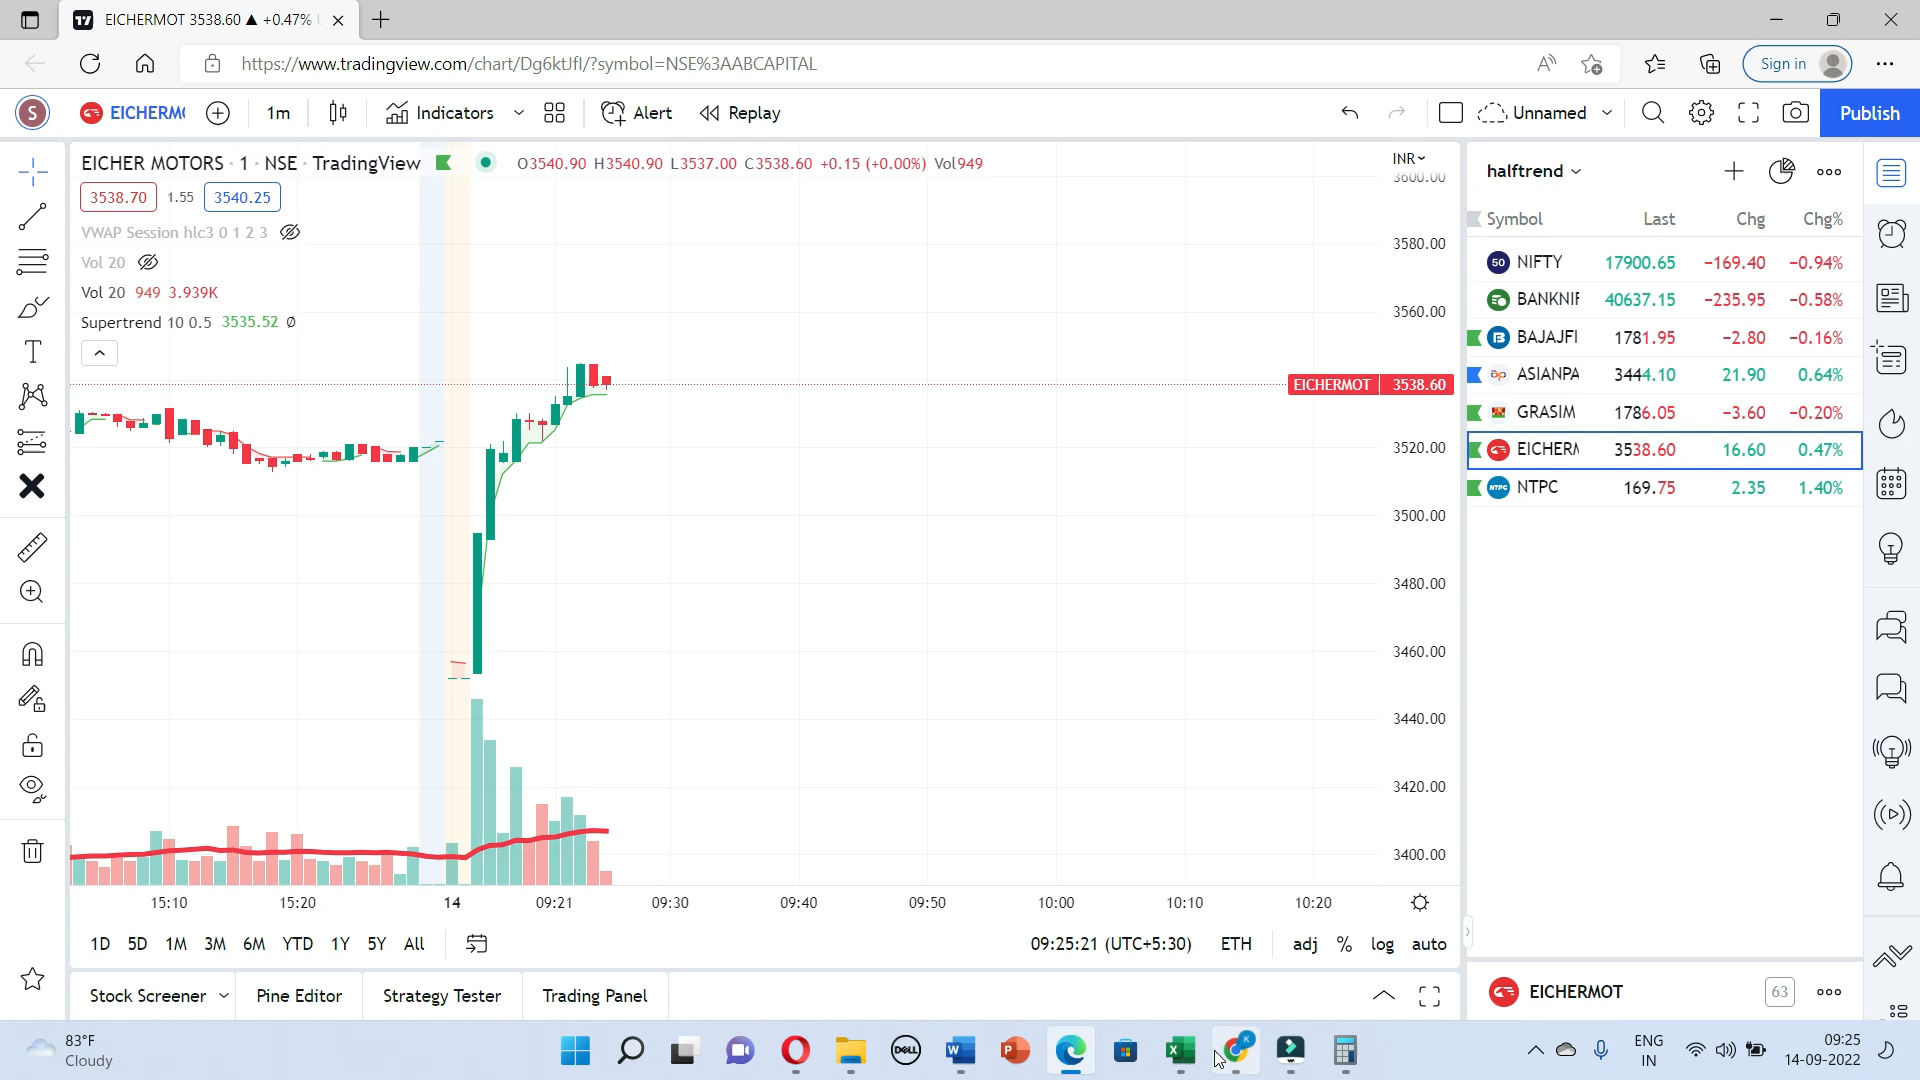 EICHERMOT 3538.60 ▲ +0.47%
https://www.tradingview.com/chart/Dg6ktJfI/?symbol=NSE%3AABCAPITAL
Sign in
S
EICHERM
1m
Indicators
Alert
Replay
Unnamed
Publish
EICHER MOTORS · 1 · NSE · TradingView
O3540.90 H3540.90 L3537.00 C3538.60 +0.15 (+0.00%) Vol949
INR
3538.70 1.55 3540.25
VWAP Session hlc3 0 1 2 3
Vol 20
Vol 20 949 3.939K
Supertrend 10 0.5 3535.52 Ø
3600.00
3580.00
3560.00
EICHERMOT 3538.60
3520.00
3500.00
3480.00
3460.00
3440.00
3420.00
3400.00
15:10 15:20 14 09:21 09:30 09:40 09:50 10:00 10:10 10:20
1D 5D 1M 3M 6M YTD 1Y 5Y All
09:25:21 (UTC+5:30) ETH adj % log auto
Stock Screener Pine Editor Strategy Tester Trading Panel
halftrend
Symbol Last Chg Chg%
50 NIFTY 17900.65 −169.40 −0.94%
BANKNIF 40637.15 −235.95 −0.58%
BAJAJFI 1781.95 −2.80 −0.16%
ap ASIANPA 3444.10 21.90 0.64%
GRASIM 1786.05 −3.60 −0.20%
EICHERM 3538.60 16.60 0.47%
NTPC NTPC 169.75 2.35 1.40%
EICHERMOT 63
83°F
Cloudy
DELL
W
P
X
K
ENG
IN
09:25
14-09-2022